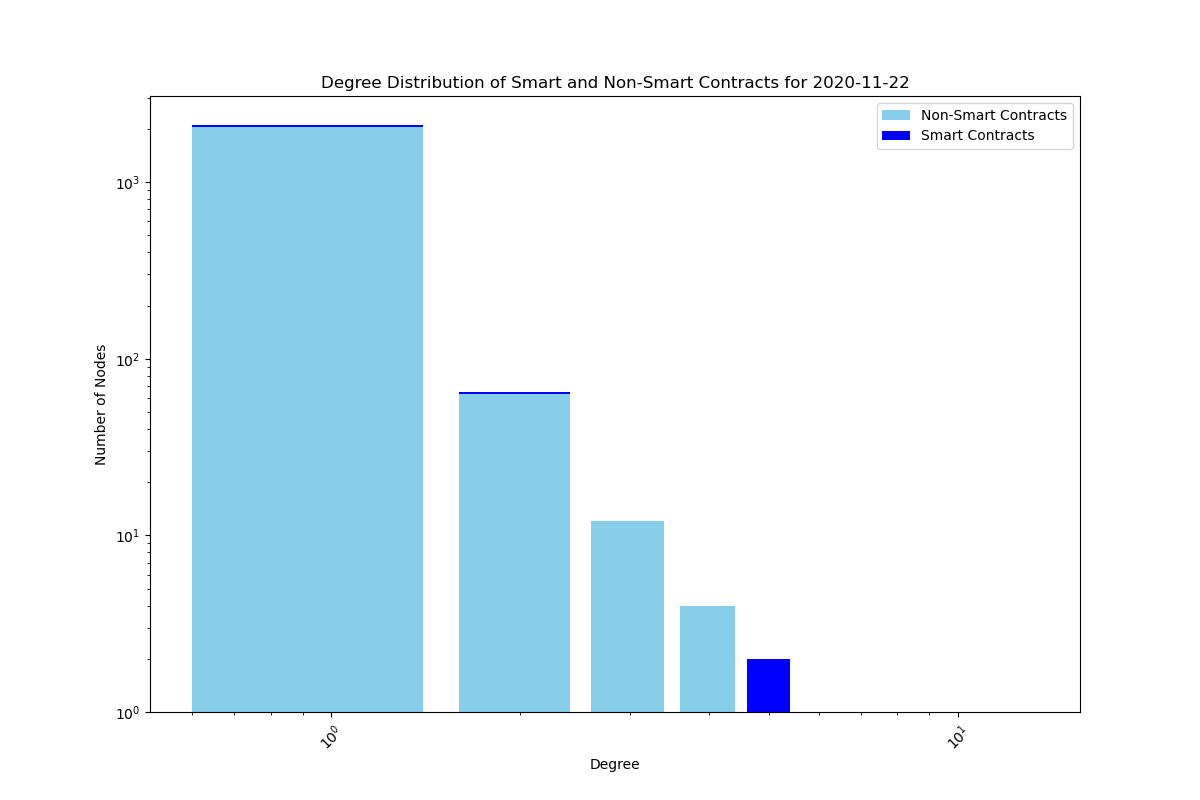 Degree Distribution of Smart and Non-Smart Contracts for 2020-11-22
Non-Smart Contracts
Smart Contracts
Number of Nodes
10³
10²
10¹
10⁰
10⁰
10¹
Degree